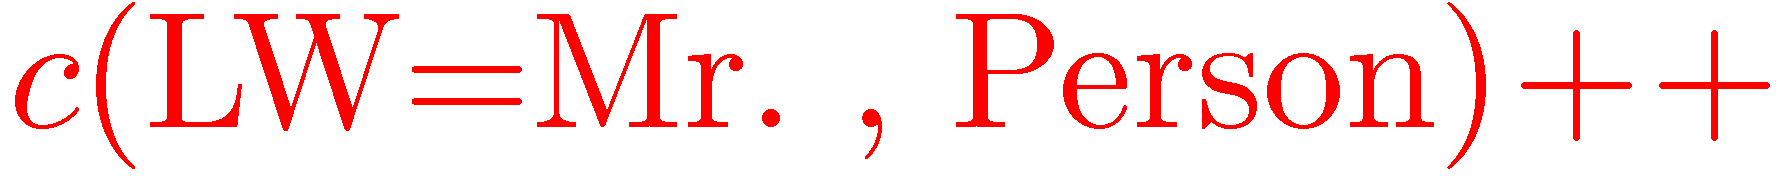 c(LW=Mr. , Person)++